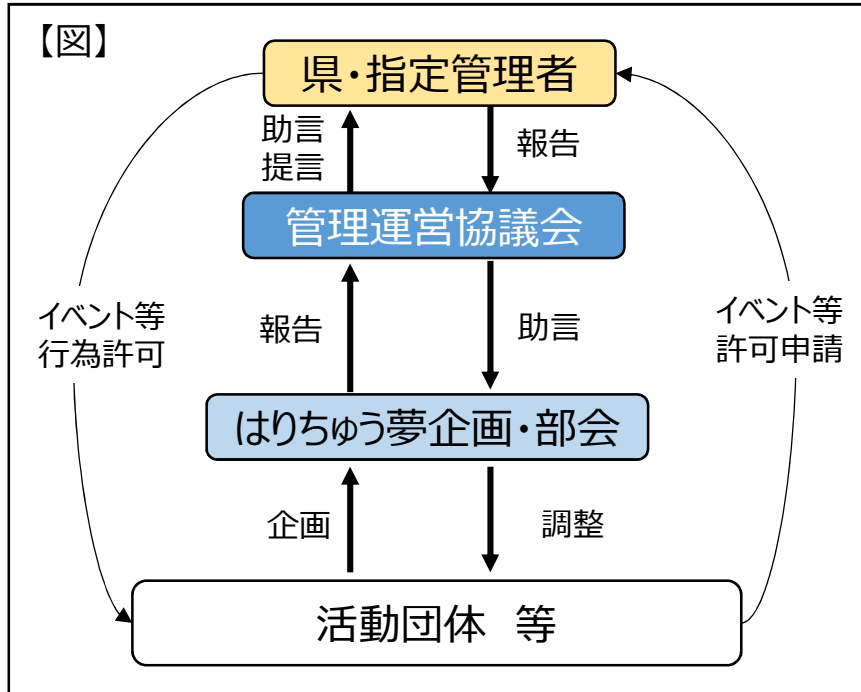 【図】
県・指定管理者
助言
提言
報告
管理運営協議会
イベント等
行為許可
報告
助言
イベント等
許可申請
はりちゅう夢企画・部会
企画
調整
活動団体　等